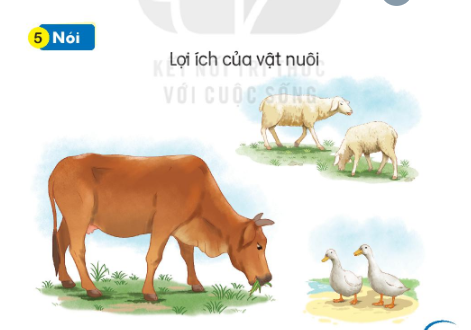 5 Nói
Lợi ích của vật nuôi
KẾT NỐI TRI THỨC
VỚI CUỘC SỐNG